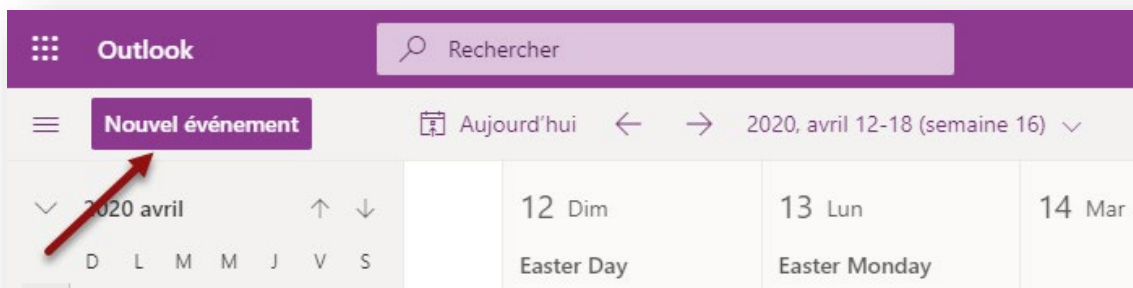 Outlook
Rechercher
Nouvel événement
Aujourd'hui
2020, avril 12-18 (semaine 16)
2020 avril
12 Dim
13 Lun
14 Mar
D L M M J V S
Easter Day
Easter Monday